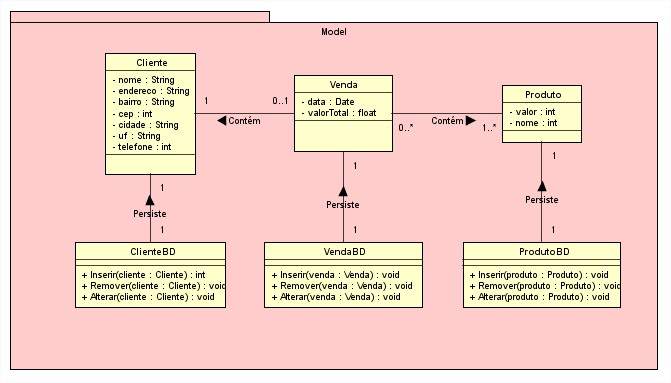 Model
Cliente
- nome : String
- endereco : String
- bairro : String
- cep : int
- cidade : String
- uf : String
- telefone : int
1
0..1
Contém
Venda
- data : Date
- valorTotal : float
0..*
Contém
1..*
Produto
- valor : int
- nome : int
1
Persiste
1
1
Persiste
1
1
Persiste
1
ClienteBD
+ Inserir(cliente : Cliente) : int
+ Remover(cliente : Cliente) : void
+ Alterar(cliente : Cliente) : void
VendaBD
+ Inserir(venda : Venda) : void
+ Remover(venda : Venda) : void
+ Alterar(venda : Venda) : void
ProdutoBD
+ Inserir(produto : Produto) : void
+ Remover(produto : Produto) : void
+ Alterar(produto : Produto) : void